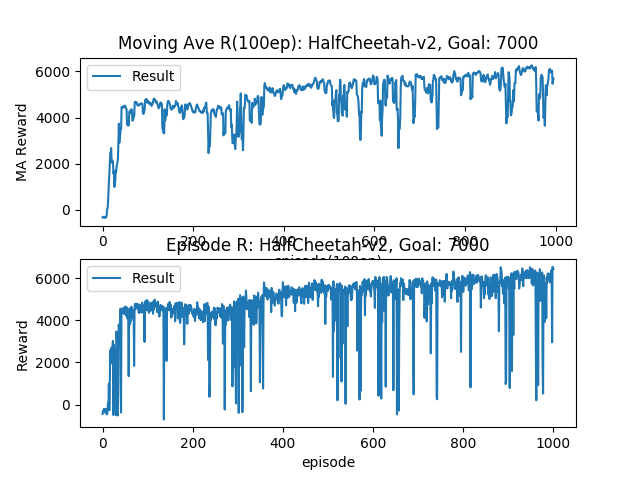 Moving Ave R(100ep): HalfCheetah-v2, Goal: 7000
Result
6000
4000
2000
0
MA Reward
0 200 400 600 800 1000
Episode R: HalfCheetah-v2, Goal: 7000
Result
6000
4000
2000
0
Reward
0 200 400 600 800 1000
episode